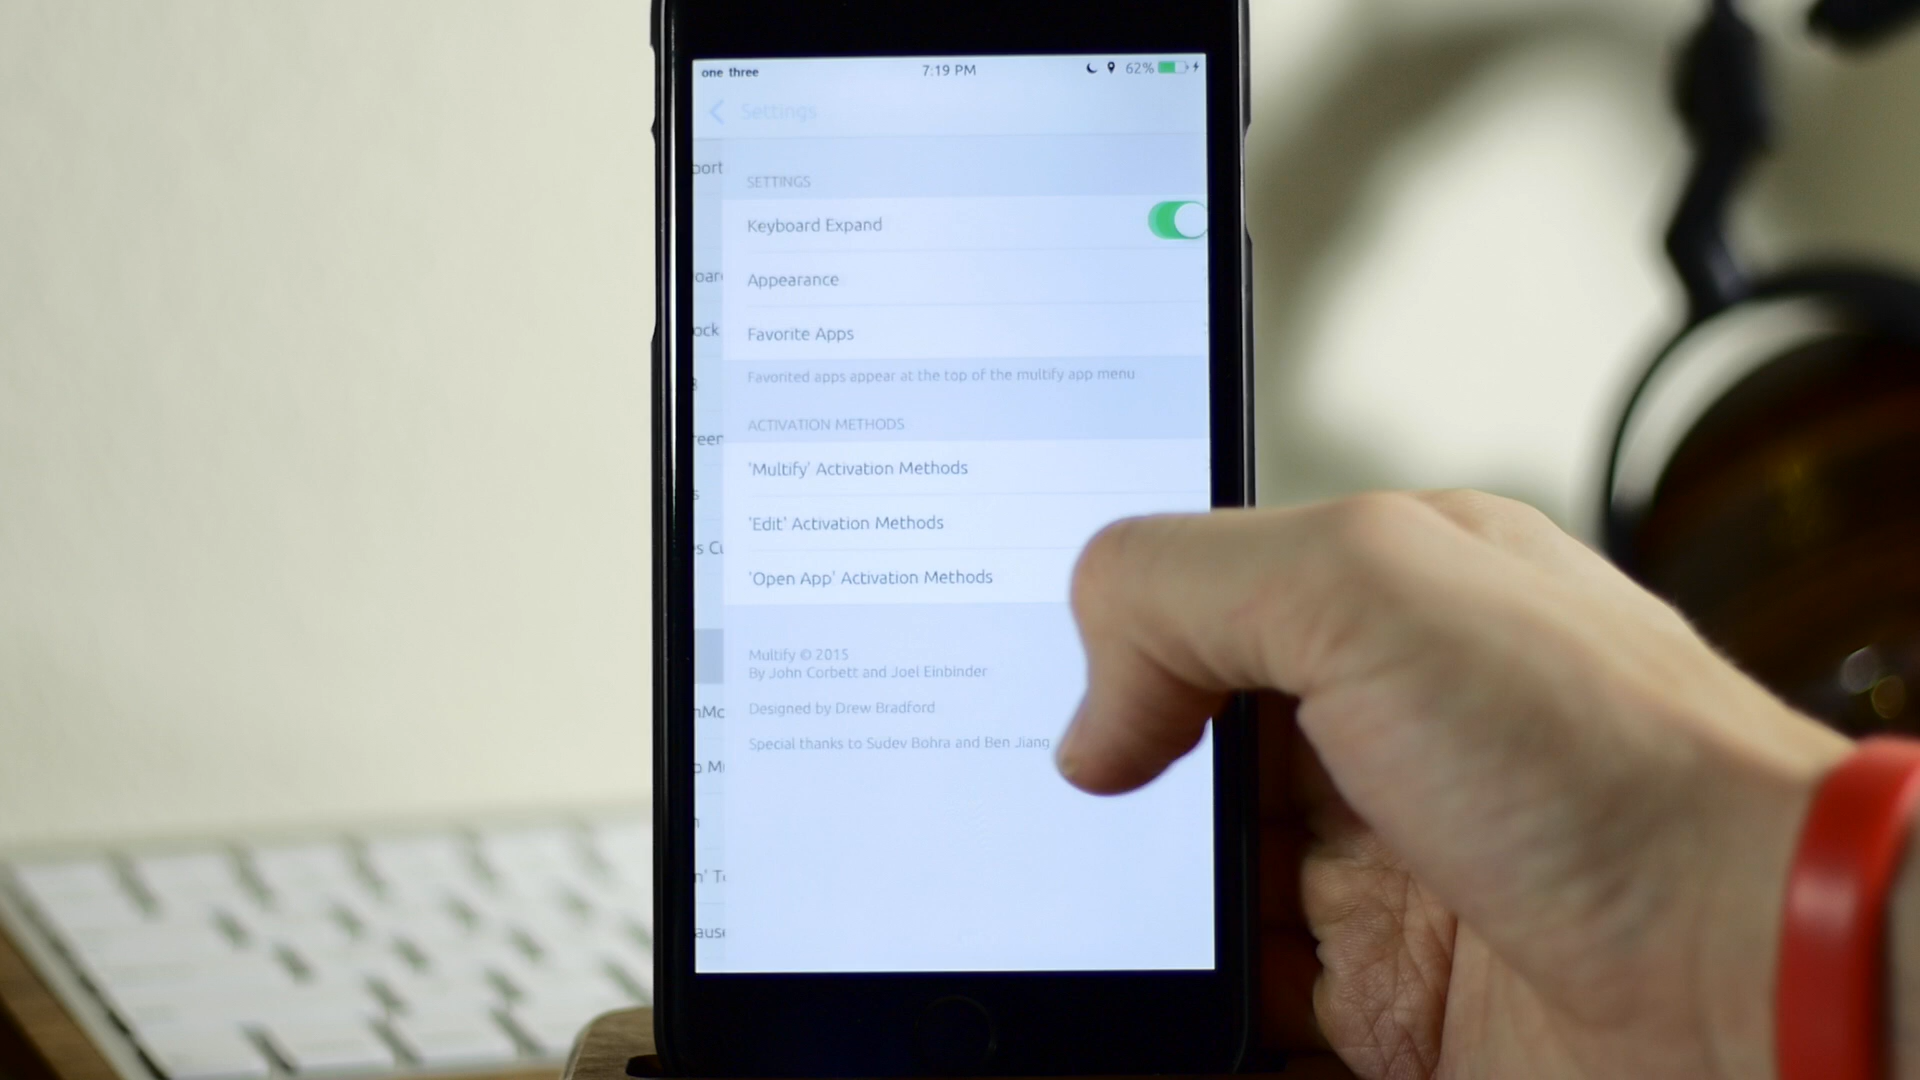 one three 7:19 PM 62%
Settings
SETTINGS
Keyboard Expand
Appearance
Favorite Apps
Favorited apps appear at the top of the multify app menu
ACTIVATION METHODS
'Multify' Activation Methods
'Edit' Activation Methods
'Open App' Activation Methods
Multify © 2015
By John Corbett and Joel Einbinder
Designed by Drew Bradford
Special thanks to Sudev Bohra and Ben Jiang